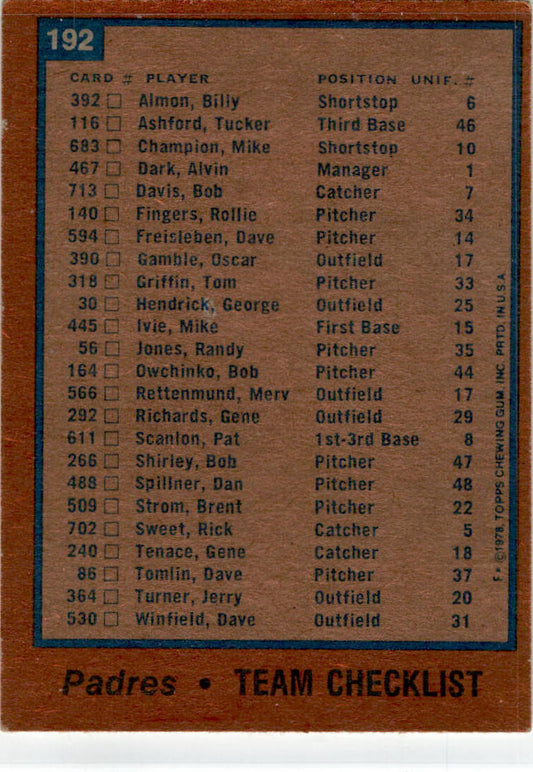 192
CARD # PLAYER POSITION UNIF. #
392 Almon, Billy Shortstop 6
116 Ashford, Tucker Third Base 46
683 Champion, Mike Shortstop 10
467 Dark, Alvin Manager 1
713 Davis, Bob Catcher 7
140 Fingers, Rollie Pitcher 34
594 Freisleben, Dave Pitcher 14
390 Gamble, Oscar Outfield 17
318 Griffin, Tom Pitcher 33
30 Hendrick, George Outfield 25
445 Ivie, Mike First Base 15
56 Jones, Randy Pitcher 35
164 Owchinko, Bob Pitcher 44
566 Rettenmund, Merv Outfield 17
292 Richards, Gene Outfield 29
611 Scanlon, Pat 1st-3rd Base 8
266 Shirley, Bob Pitcher 47
488 Spillner, Dan Pitcher 48
509 Strom, Brent Pitcher 22
702 Sweet, Rick Catcher 5
240 Tenace, Gene Catcher 18
86 Tomlin, Dave Pitcher 37
364 Turner, Jerry Outfield 20
530 Winfield, Dave Outfield 31
F * ©1978, TOPPS CHEWING GUM, INC. PRTD. IN U.S.A.
Padres • TEAM CHECKLIST